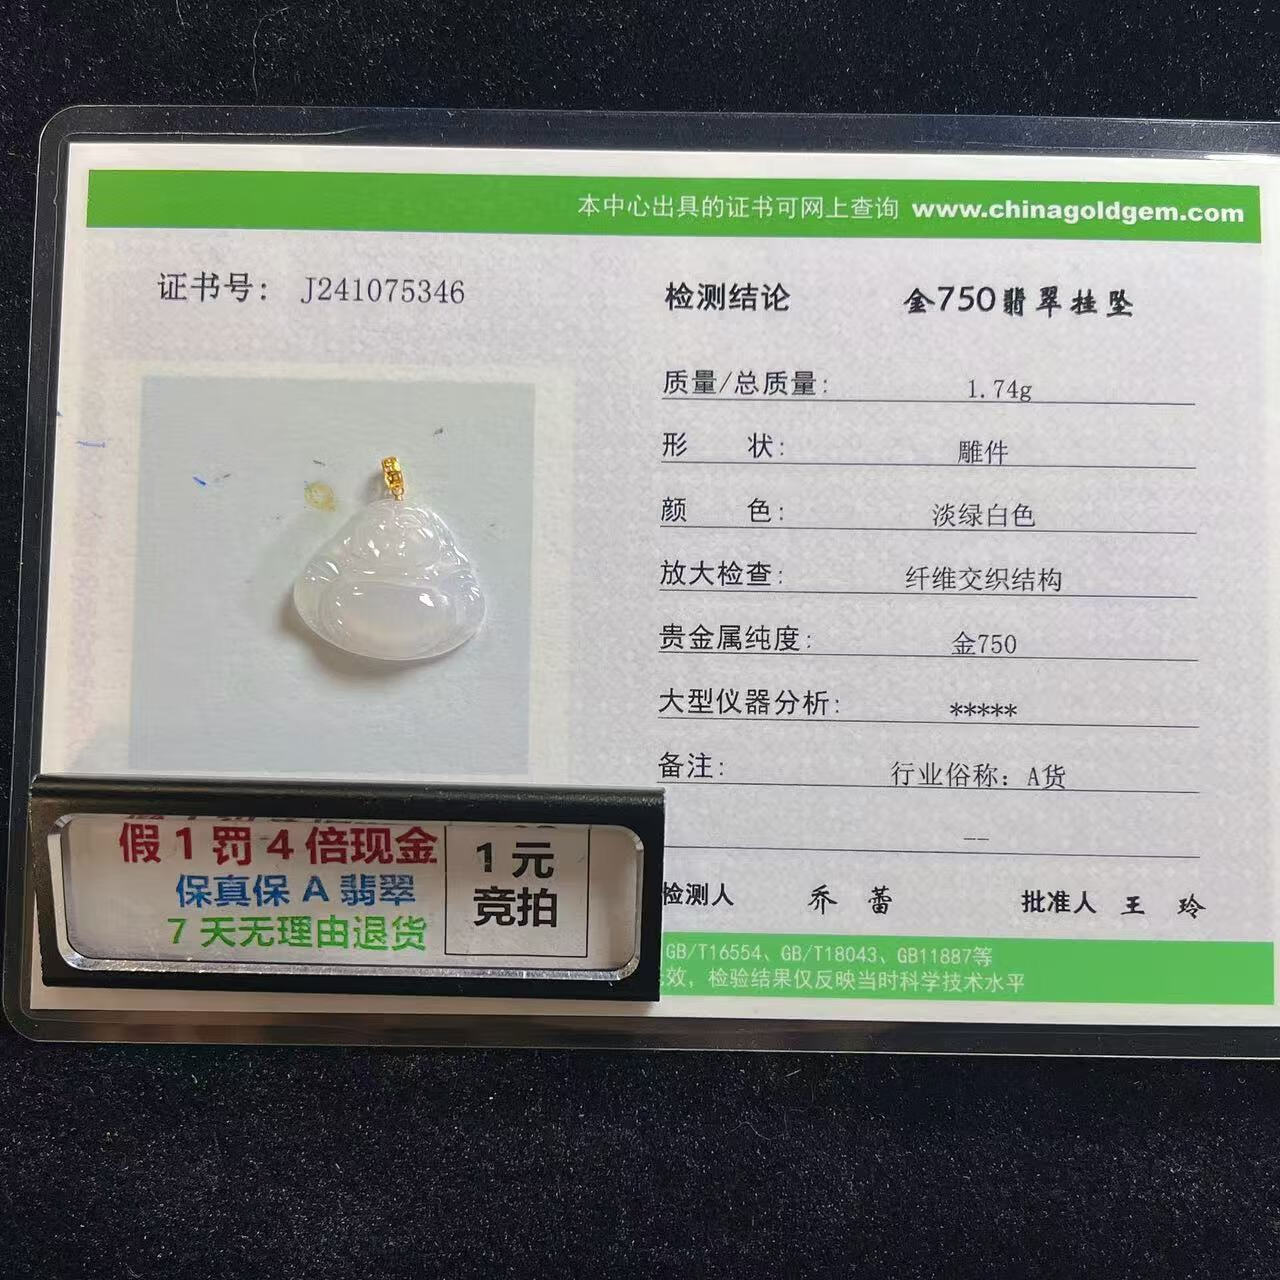 本中心出具的证书可网上查询 www.chinagoldgem.com
证书号： J241075346
检测结论 金750翡翠挂坠
质量/总质量： 1.74g
形 状： 雕件
颜 色： 淡绿白色
放大检查： 纤维交织结构
贵金属纯度： 金750
大型仪器分析： *****
备注： 行业俗称：A货
--
检测人 乔 蕾 批准人 王 玲
GB/T16554、GB/T18043、GB11887等
效，检验结果仅反映当时科学技术水平
假1罚4倍现金
保真保A翡翠
7天无理由退货
1元
竞拍